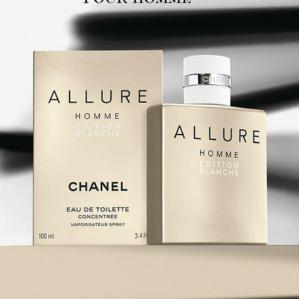 POUR HOMME
ALLURE
HOMME
EDITION
BLANCHE
CHANEL
EAU DE TOILETTE
CONCENTRÉE
VAPORISATEUR SPRAY
100 ml
3.4 F
CHANEL
ALLURE
HOMME
EDITION
BLANCHE